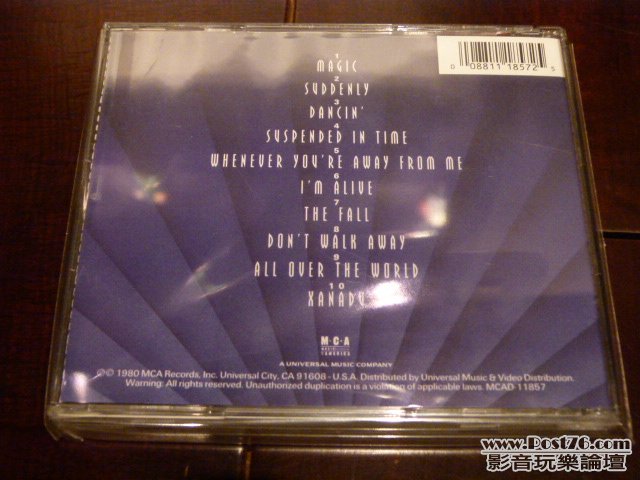 1
MAGIC
2
SUDDENLY
3
DANCIN'
4
SUSPENDED IN TIME
5
WHENEVER YOU'RE AWAY FROM ME
6
I'M ALIVE
7
THE FALL
8
DON'T WALK AWAY
9
ALL OVER THE WORLD
10
XANADU
0 08811 18572 5
M·C·A
A UNIVERSAL MUSIC COMPANY
℗© 1980 MCA Records, Inc. Universal City, CA 91608 - U.S.A. Distributed by Universal Music & Video Distribution.
Warning: All rights reserved. Unauthorized duplication is a violation of applicable laws. MCAD-11857
www.Post76.com
影音玩樂論壇